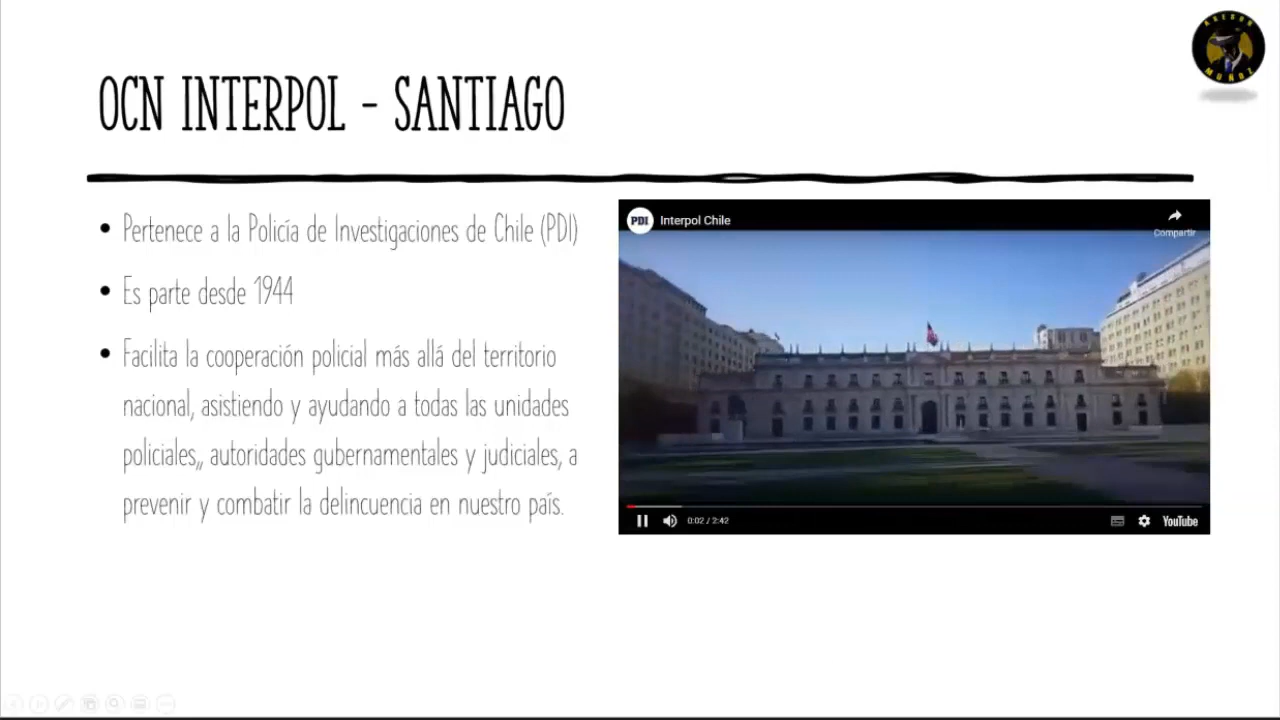 ASESOR
MUÑOZ
OCN INTERPOL - SANTIAGO
• Pertenece a la Policía de Investigaciones de Chile (PDI)
• Es parte desde 1944
• Facilita la cooperación policial más allá del territorio
nacional, asistiendo y ayudando a todas las unidades
policiales,, autoridades gubernamentales y judiciales, a
prevenir y combatir la delincuencia en nuestro país.
PDI Interpol Chile
Compartir
0:02 / 2:42
YouTube